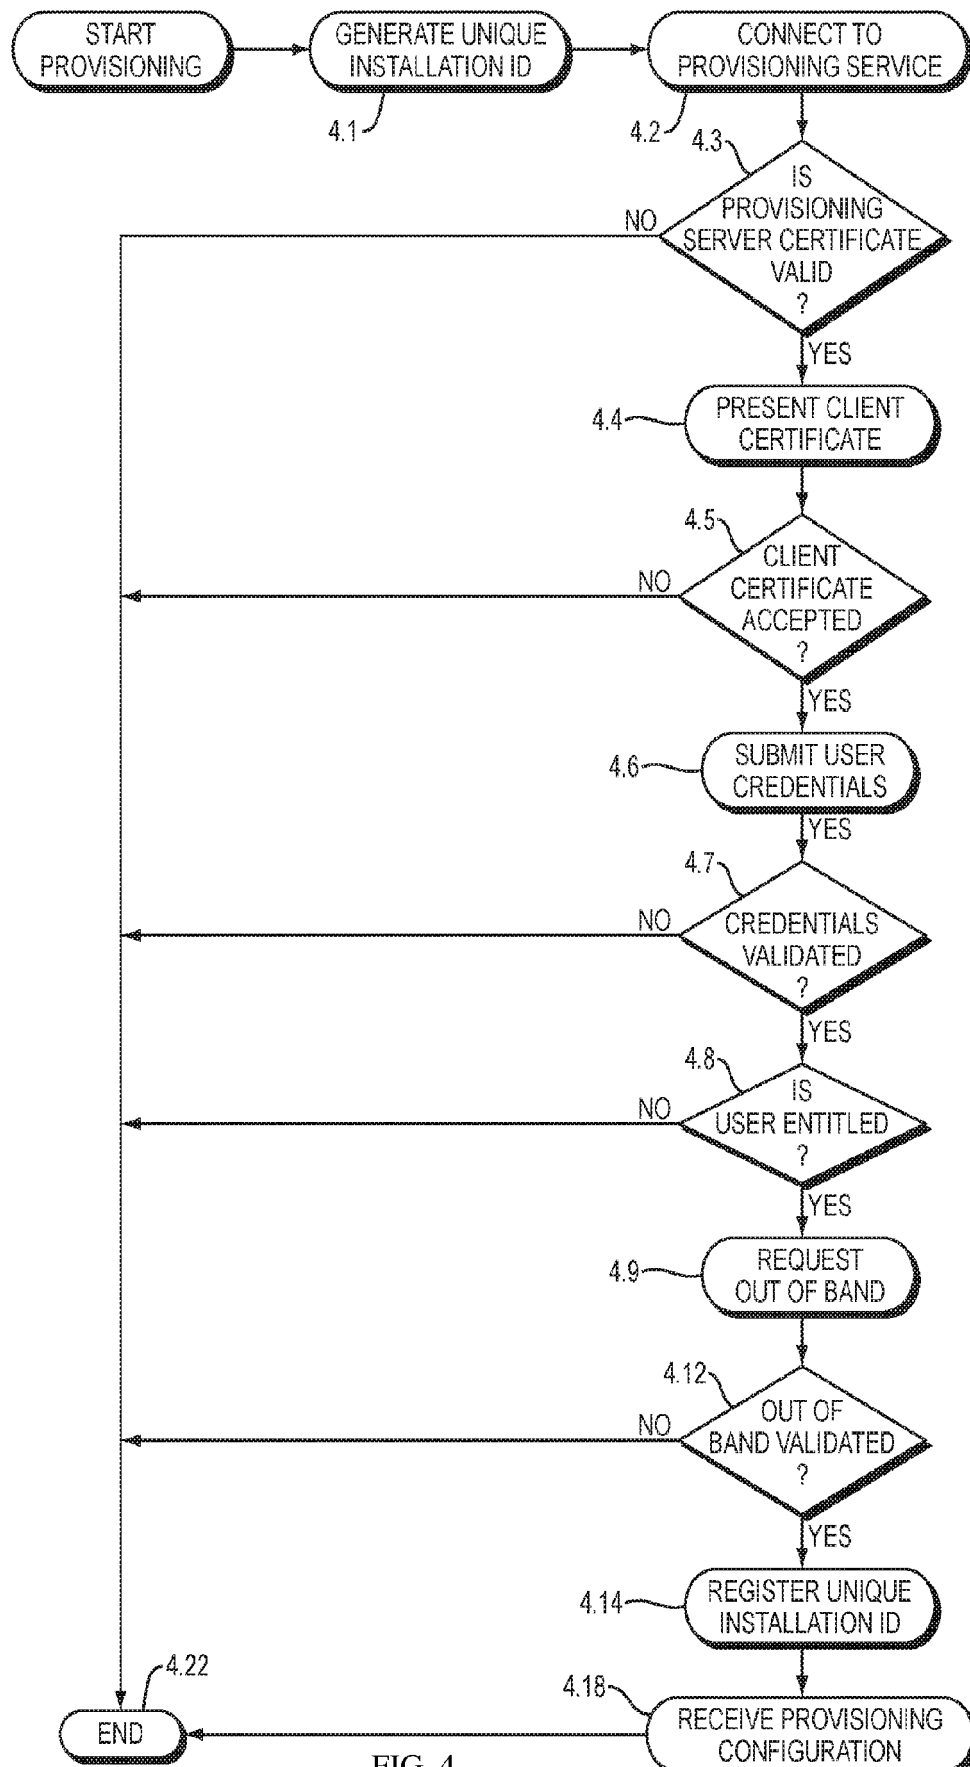 START
PROVISIONING
GENERATE UNIQUE
INSTALLATION ID
CONNECT TO
PROVISIONING SERVICE
4.1
4.2
4.3
IS
PROVISIONING
SERVER CERTIFICATE
VALID
?
NO
YES
4.4
PRESENT CLIENT
CERTIFICATE
4.5
CLIENT
CERTIFICATE
ACCEPTED
?
NO
YES
4.6
SUBMIT USER
CREDENTIALS
YES
4.7
CREDENTIALS
VALIDATED
?
NO
YES
4.8
IS
USER ENTITLED
?
NO
YES
4.9
REQUEST
OUT OF BAND
4.12
OUT OF
BAND VALIDATED
?
NO
YES
4.14
REGISTER UNIQUE
INSTALLATION ID
4.18
RECEIVE PROVISIONING
CONFIGURATION
4.22
END
FIG. 4